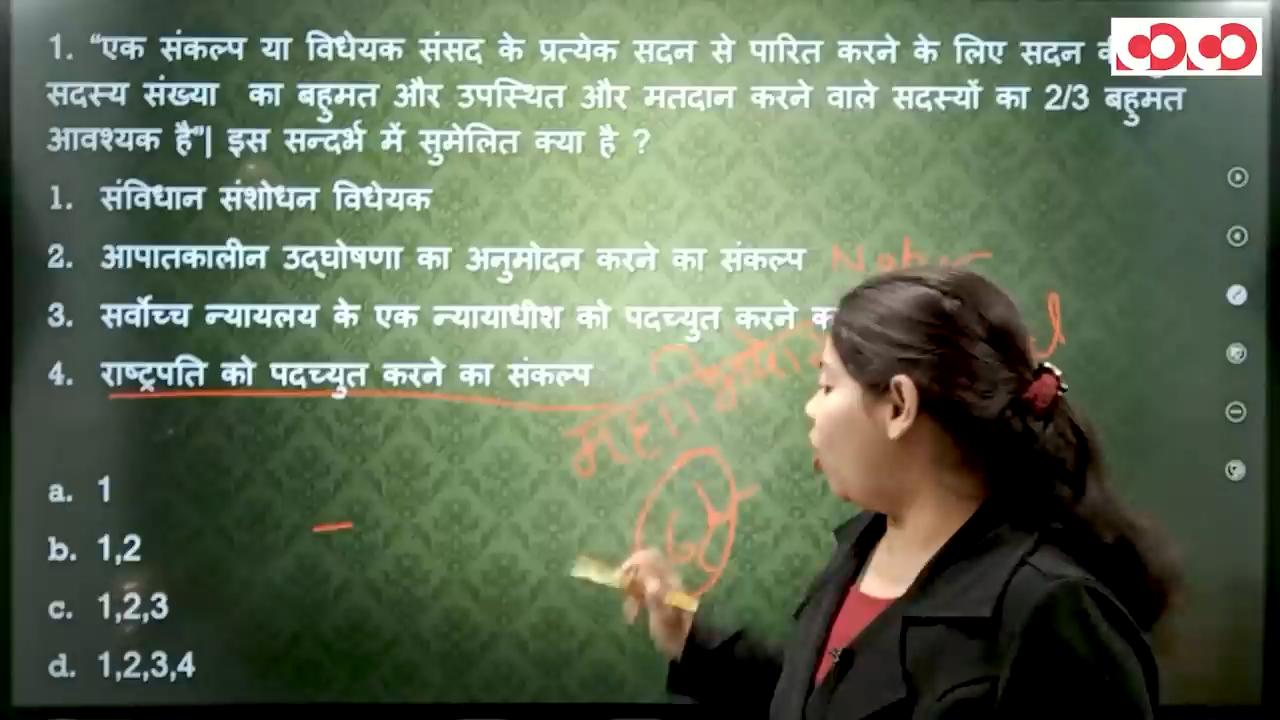 1. “एक संकल्प या विधेयक संसद के प्रत्येक सदन से पारित करने के लिए सदन
सदस्य संख्या का बहुमत और उपस्थित और मतदान करने वाले सदस्यों का 2/3 बहुमत
आवश्यक है”| इस सन्दर्भ में सुमेलित क्या है ?
1. संविधान संशोधन विधेयक
2. आपातकालीन उद्घोषणा का अनुमोदन करने का संकल्प
3. सर्वोच्च न्यायलय के एक न्यायाधीश को पदच्युत करने
4. राष्ट्रपति को पदच्युत करने का संकल्प
a. 1
b. 1,2
c. 1,2,3
d. 1,2,3,4